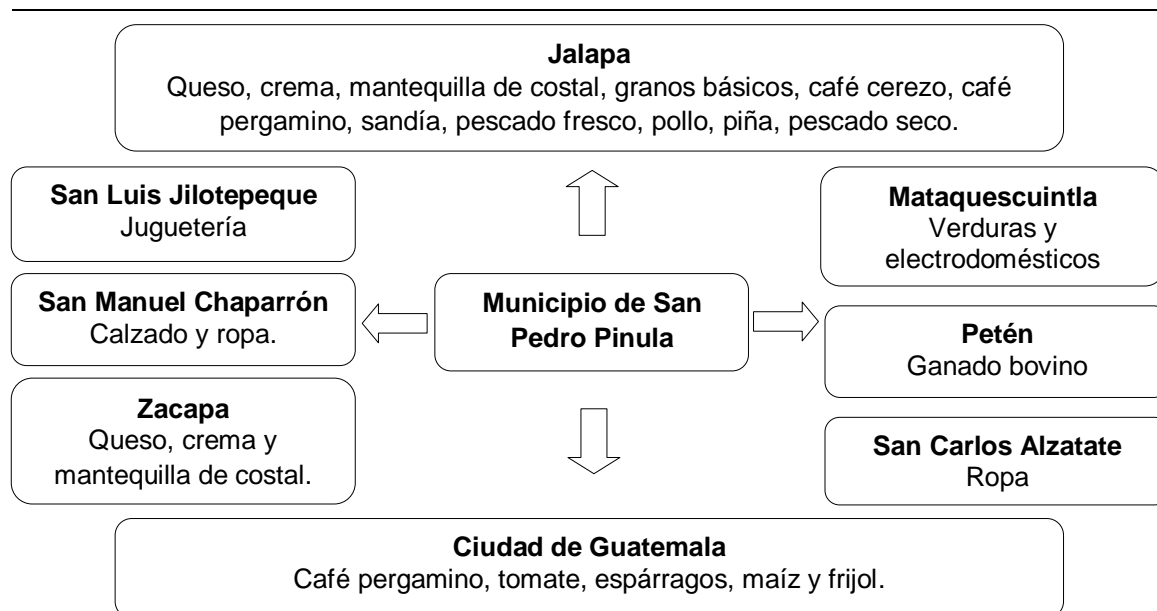 Jalapa
Queso, crema, mantequilla de costal, granos básicos, café cerezo, café
pergamino, sandía, pescado fresco, pollo, piña, pescado seco.
San Luis Jilotepeque
Juguetería
San Manuel Chaparrón
Calzado y ropa.
Zacapa
Queso, crema y
mantequilla de costal.
Municipio de San
Pedro Pinula
Mataquescuintla
Verduras y
electrodomésticos
Petén
Ganado bovino
San Carlos Alzatate
Ropa
Ciudad de Guatemala
Café pergamino, tomate, espárragos, maíz y frijol.